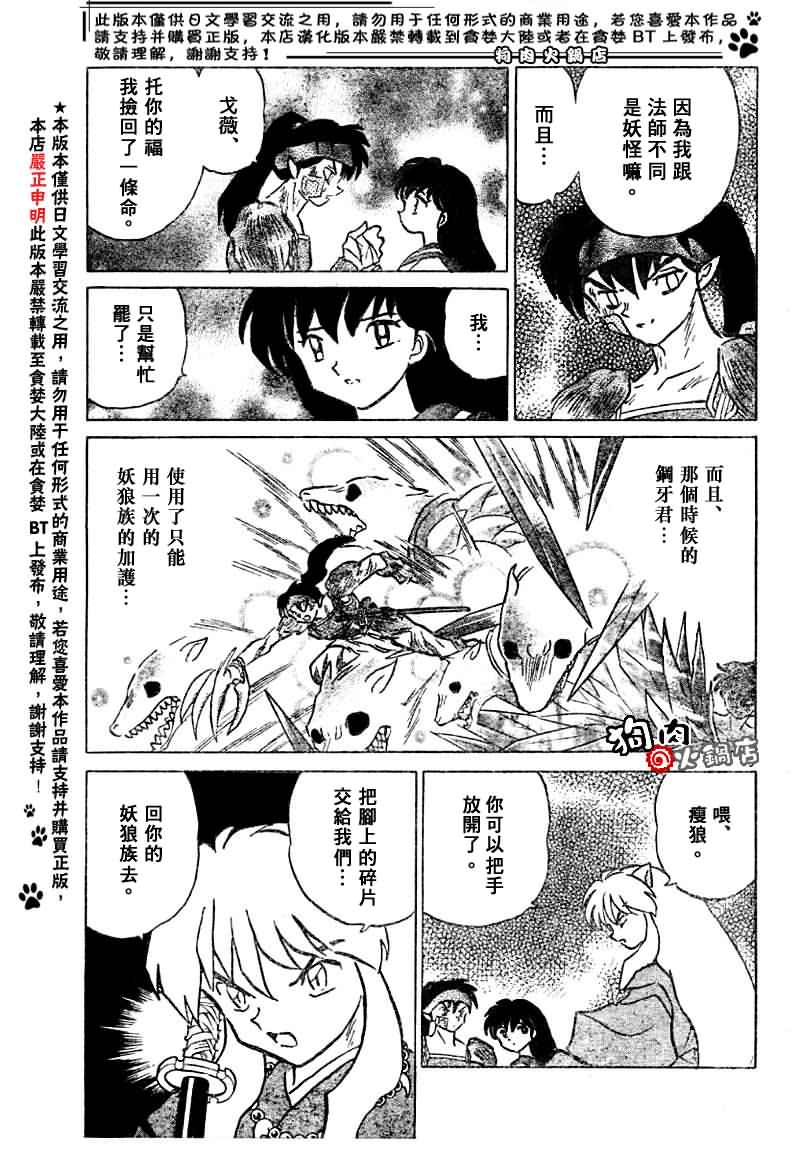 此版本僅供日文學習交流之用，請勿用于任何形式的商業用途，若您喜愛本作品
請支持并購買正版，本店漢化版本嚴禁轉載到貪婪大陸或者在貪婪 BT 上發布，
敬請理解，謝謝支持！
狗肉火鍋店
因為我跟
法師不同
是妖怪嘛。
而且…
戈薇、
托你的福
我撿回了一條命。
我…
只是幫忙
罷了…
而且、
那個時候的
鋼牙君…
使用了只能
用一次的
妖狼族的加護…
狗肉
火鍋店
喂、
瘦狼。
你可以把手
放開了。
把腳上的碎片
交給我們…
回你的
妖狼族去。
★本版本僅供日文學習交流之用，請勿用于任何形式的商業用途，若您喜愛本作品請支持并購買正版，
本店嚴正申明此版本嚴禁轉載至貪婪大陸或在貪婪 BT 上發布，敬請理解，謝謝支持！